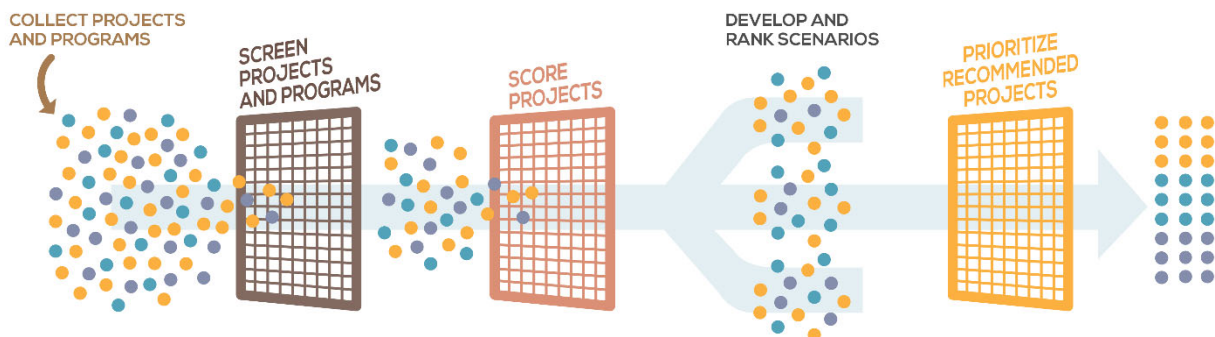 COLLECT PROJECTS
AND PROGRAMS
SCREEN
PROJECTS
AND PROGRAMS
SCORE
PROJECTS
DEVELOP AND
RANK SCENARIOS
PRIORITIZE
RECOMMENDED
PROJECTS